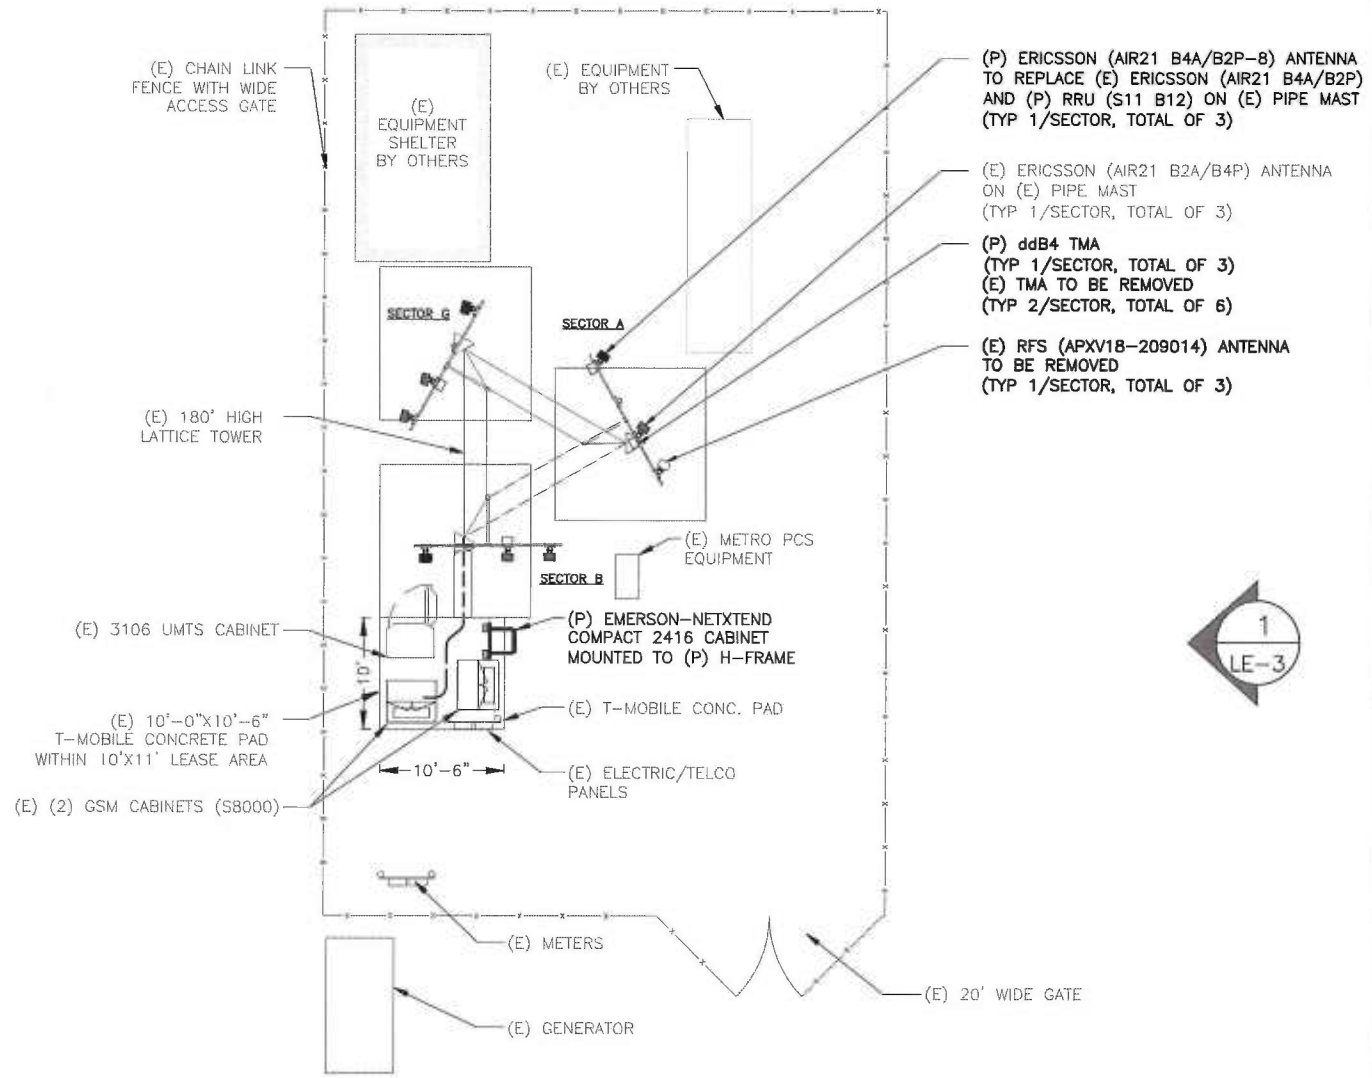 (E) CHAIN LINK
FENCE WITH WIDE
ACCESS GATE
(E)
EQUIPMENT
SHELTER
BY OTHERS
(E) EQUIPMENT
BY OTHERS
(P) ERICSSON (AIR21 B4A/B2P-8) ANTENNA
TO REPLACE (E) ERICSSON (AIR21 B4A/B2P)
AND (P) RRU (S11 B12) ON (E) PIPE MAST
(TYP 1/SECTOR, TOTAL OF 3)
(E) ERICSSON (AIR21 B2A/B4P) ANTENNA
ON (E) PIPE MAST
(TYP 1/SECTOR, TOTAL OF 3)
(P) ddB4 TMA
(TYP 1/SECTOR, TOTAL OF 3)
(E) TMA TO BE REMOVED
(TYP 2/SECTOR, TOTAL OF 6)
(E) RFS (APXV18-209014) ANTENNA
TO BE REMOVED
(TYP 1/SECTOR, TOTAL OF 3)
SECTOR G
SECTOR A
(E) 180' HIGH
LATTICE TOWER
(E) METRO PCS
EQUIPMENT
SECTOR B
(E) 3106 UMTS CABINET
(P) EMERSON-NETXTEND
COMPACT 2416 CABINET
MOUNTED TO (P) H-FRAME
10'
(E) 10'-0"X10'-6"
T-MOBILE CONCRETE PAD
WITHIN 10'X11' LEASE AREA
(E) T-MOBILE CONC. PAD
10'-6"
(E) ELECTRIC/TELCO
PANELS
(E) (2) GSM CABINETS (S8000)
1
LE-3
(E) METERS
(E) 20' WIDE GATE
(E) GENERATOR